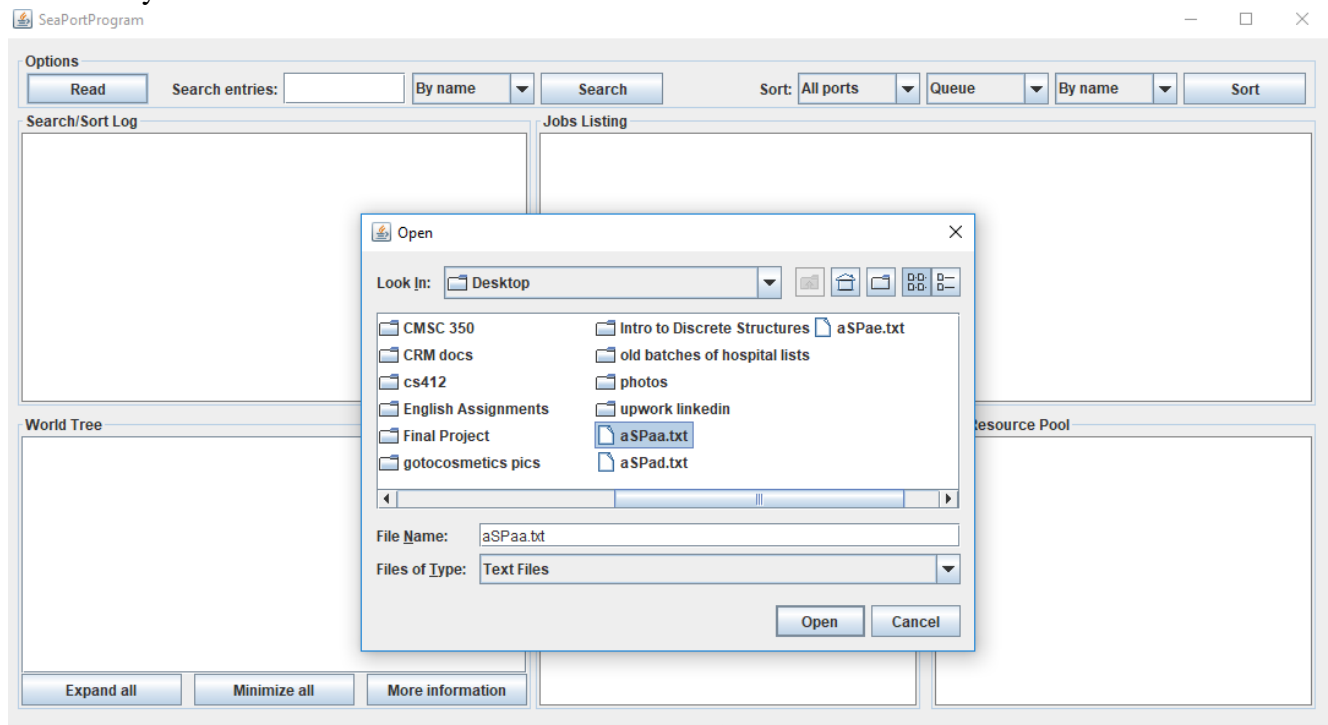 SeaPortProgram
Options
Read Search entries: By name Search Sort: All ports Queue By name Sort
Search/Sort Log Jobs Listing
Open
Look In: Desktop
CMSC 350 Intro to Discrete Structures aSPae.txt
CRM docs old batches of hospital lists
cs412 photos
English Assignments upwork linkedin
Final Project aSPaa.txt
gotocosmetics pics aSPad.txt
File Name: aSPaa.txt
Files of Type: Text Files
Open Cancel
World Tree Resource Pool
Expand all Minimize all More information